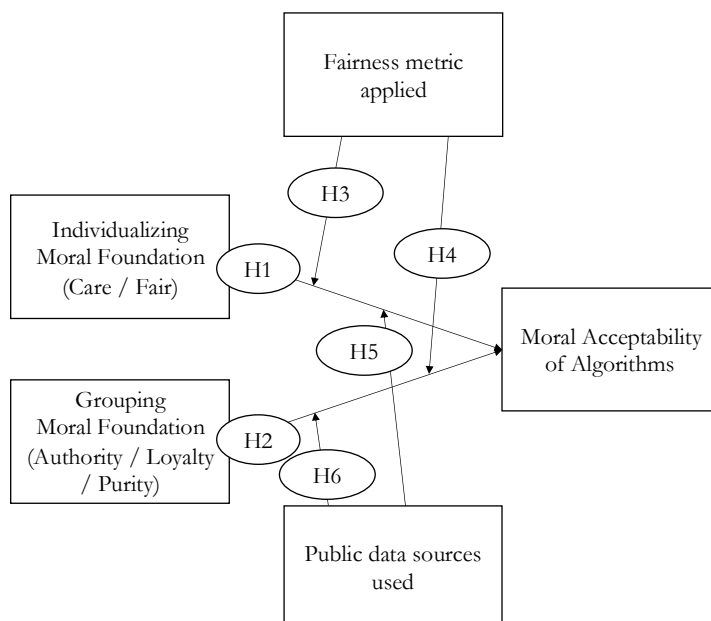 Fairness metric
applied
H3
Individualizing
Moral Foundation
(Care / Fair)
H1
H4
Moral Acceptability
of Algorithms
H5
Grouping
Moral Foundation
(Authority / Loyalty
/ Purity)
H2
H6
Public data sources
used